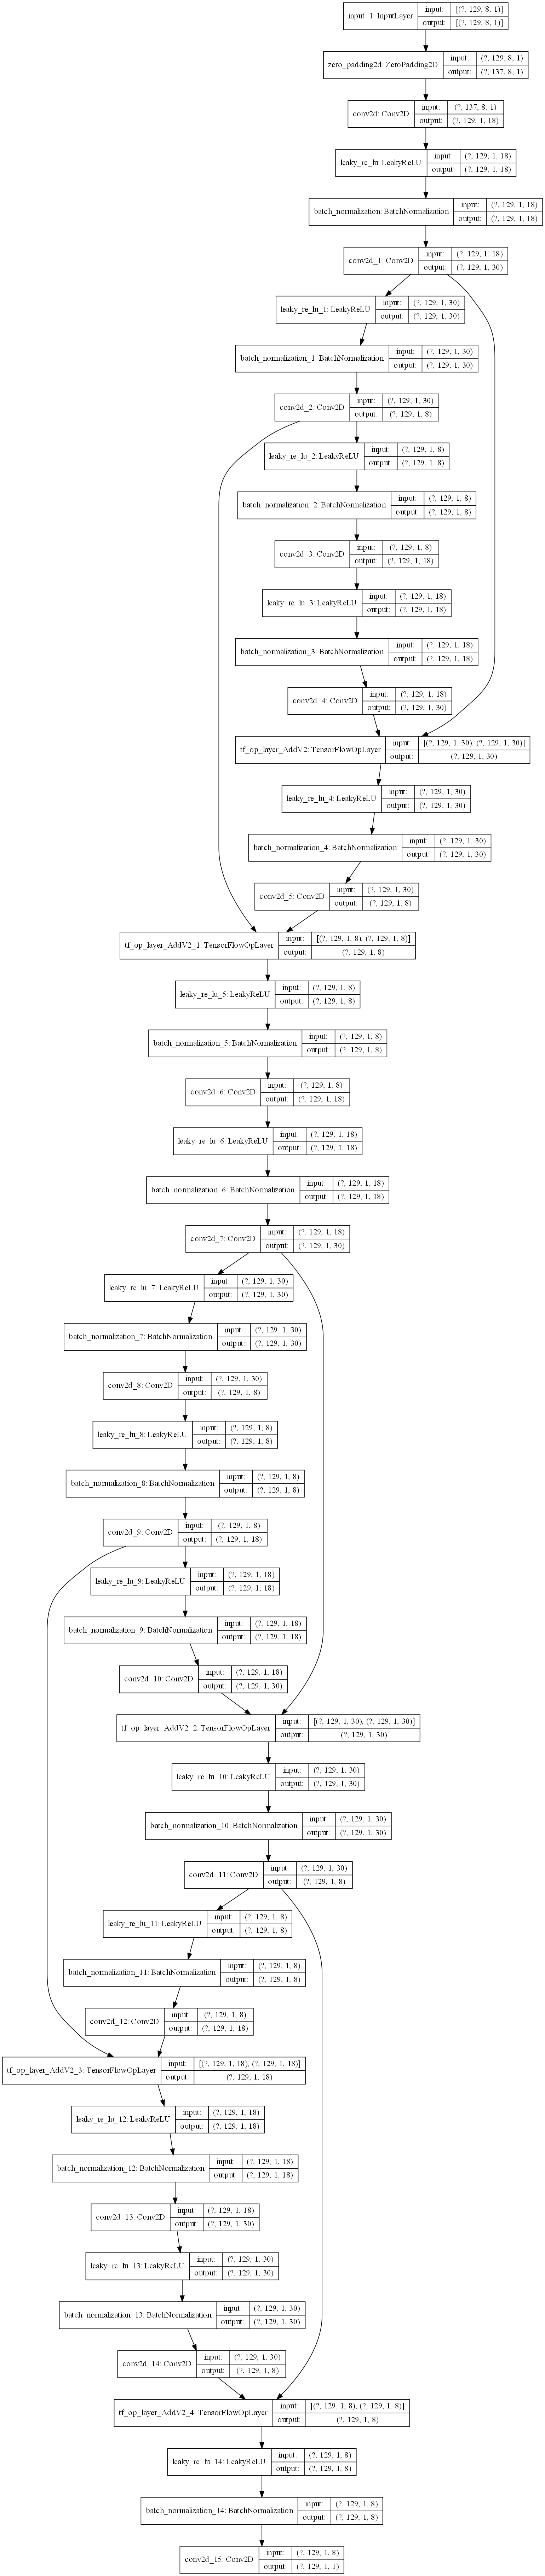 input_1: InputLayer
input: [(?, 129, 8, 1)]
output: [(?, 129, 8, 1)]
zero_padding2d: ZeroPadding2D
input: (?, 129, 8, 1)
output: (?, 137, 8, 1)
conv2d: Conv2D
input: (?, 137, 8, 1)
output: (?, 129, 1, 18)
leaky_re_lu: LeakyReLU
input: (?, 129, 1, 18)
output: (?, 129, 1, 18)
batch_normalization: BatchNormalization
input: (?, 129, 1, 18)
output: (?, 129, 1, 18)
conv2d_1: Conv2D
input: (?, 129, 1, 18)
output: (?, 129, 1, 30)
leaky_re_lu_1: LeakyReLU
input: (?, 129, 1, 30)
output: (?, 129, 1, 30)
batch_normalization_1: BatchNormalization
input: (?, 129, 1, 30)
output: (?, 129, 1, 30)
conv2d_2: Conv2D
input: (?, 129, 1, 30)
output: (?, 129, 1, 8)
leaky_re_lu_2: LeakyReLU
input: (?, 129, 1, 8)
output: (?, 129, 1, 8)
batch_normalization_2: BatchNormalization
input: (?, 129, 1, 8)
output: (?, 129, 1, 8)
conv2d_3: Conv2D
input: (?, 129, 1, 8)
output: (?, 129, 1, 18)
leaky_re_lu_3: LeakyReLU
input: (?, 129, 1, 18)
output: (?, 129, 1, 18)
batch_normalization_3: BatchNormalization
input: (?, 129, 1, 18)
output: (?, 129, 1, 18)
conv2d_4: Conv2D
input: (?, 129, 1, 18)
output: (?, 129, 1, 30)
tf_op_layer_AddV2: TensorFlowOpLayer
input: [(?, 129, 1, 30), (?, 129, 1, 30)]
output: (?, 129, 1, 30)
leaky_re_lu_4: LeakyReLU
input: (?, 129, 1, 30)
output: (?, 129, 1, 30)
batch_normalization_4: BatchNormalization
input: (?, 129, 1, 30)
output: (?, 129, 1, 30)
conv2d_5: Conv2D
input: (?, 129, 1, 30)
output: (?, 129, 1, 8)
tf_op_layer_AddV2_1: TensorFlowOpLayer
input: [(?, 129, 1, 8), (?, 129, 1, 8)]
output: (?, 129, 1, 8)
leaky_re_lu_5: LeakyReLU
input: (?, 129, 1, 8)
output: (?, 129, 1, 8)
batch_normalization_5: BatchNormalization
input: (?, 129, 1, 8)
output: (?, 129, 1, 8)
conv2d_6: Conv2D
input: (?, 129, 1, 8)
output: (?, 129, 1, 18)
leaky_re_lu_6: LeakyReLU
input: (?, 129, 1, 18)
output: (?, 129, 1, 18)
batch_normalization_6: BatchNormalization
input: (?, 129, 1, 18)
output: (?, 129, 1, 18)
conv2d_7: Conv2D
input: (?, 129, 1, 18)
output: (?, 129, 1, 30)
leaky_re_lu_7: LeakyReLU
input: (?, 129, 1, 30)
output: (?, 129, 1, 30)
batch_normalization_7: BatchNormalization
input: (?, 129, 1, 30)
output: (?, 129, 1, 30)
conv2d_8: Conv2D
input: (?, 129, 1, 30)
output: (?, 129, 1, 8)
leaky_re_lu_8: LeakyReLU
input: (?, 129, 1, 8)
output: (?, 129, 1, 8)
batch_normalization_8: BatchNormalization
input: (?, 129, 1, 8)
output: (?, 129, 1, 8)
conv2d_9: Conv2D
input: (?, 129, 1, 8)
output: (?, 129, 1, 18)
leaky_re_lu_9: LeakyReLU
input: (?, 129, 1, 18)
output: (?, 129, 1, 18)
batch_normalization_9: BatchNormalization
input: (?, 129, 1, 18)
output: (?, 129, 1, 18)
conv2d_10: Conv2D
input: (?, 129, 1, 18)
output: (?, 129, 1, 30)
tf_op_layer_AddV2_2: TensorFlowOpLayer
input: [(?, 129, 1, 30), (?, 129, 1, 30)]
output: (?, 129, 1, 30)
leaky_re_lu_10: LeakyReLU
input: (?, 129, 1, 30)
output: (?, 129, 1, 30)
batch_normalization_10: BatchNormalization
input: (?, 129, 1, 30)
output: (?, 129, 1, 30)
conv2d_11: Conv2D
input: (?, 129, 1, 30)
output: (?, 129, 1, 8)
leaky_re_lu_11: LeakyReLU
input: (?, 129, 1, 8)
output: (?, 129, 1, 8)
batch_normalization_11: BatchNormalization
input: (?, 129, 1, 8)
output: (?, 129, 1, 8)
conv2d_12: Conv2D
input: (?, 129, 1, 8)
output: (?, 129, 1, 18)
tf_op_layer_AddV2_3: TensorFlowOpLayer
input: [(?, 129, 1, 18), (?, 129, 1, 18)]
output: (?, 129, 1, 18)
leaky_re_lu_12: LeakyReLU
input: (?, 129, 1, 18)
output: (?, 129, 1, 18)
batch_normalization_12: BatchNormalization
input: (?, 129, 1, 18)
output: (?, 129, 1, 18)
conv2d_13: Conv2D
input: (?, 129, 1, 18)
output: (?, 129, 1, 30)
leaky_re_lu_13: LeakyReLU
input: (?, 129, 1, 30)
output: (?, 129, 1, 30)
batch_normalization_13: BatchNormalization
input: (?, 129, 1, 30)
output: (?, 129, 1, 30)
conv2d_14: Conv2D
input: (?, 129, 1, 30)
output: (?, 129, 1, 8)
tf_op_layer_AddV2_4: TensorFlowOpLayer
input: [(?, 129, 1, 8), (?, 129, 1, 8)]
output: (?, 129, 1, 8)
leaky_re_lu_14: LeakyReLU
input: (?, 129, 1, 8)
output: (?, 129, 1, 8)
batch_normalization_14: BatchNormalization
input: (?, 129, 1, 8)
output: (?, 129, 1, 8)
conv2d_15: Conv2D
input: (?, 129, 1, 8)
output: (?, 129, 1, 1)